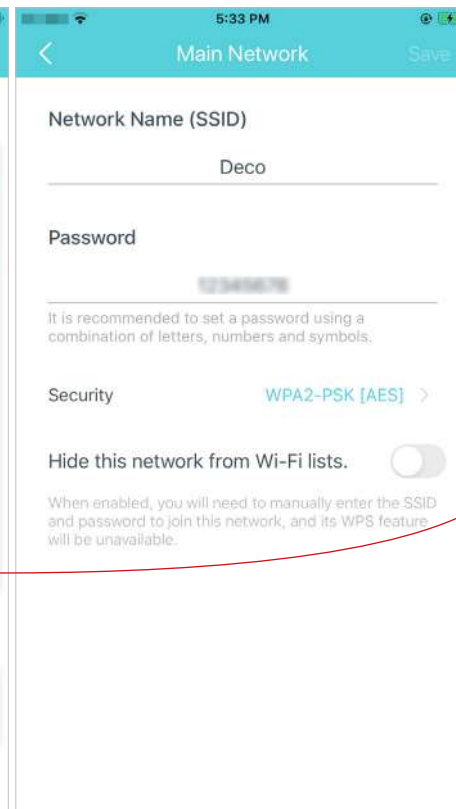 5:33 PM
Main Network
Save
Network Name (SSID)
Deco
Password
It is recommended to set a password using a
combination of letters, numbers and symbols.
Security
WPA2-PSK [AES]
Hide this network from Wi-Fi lists.
When enabled, you will need to manually enter the SSID
and password to join this network, and its WPS feature
will be unavailable.